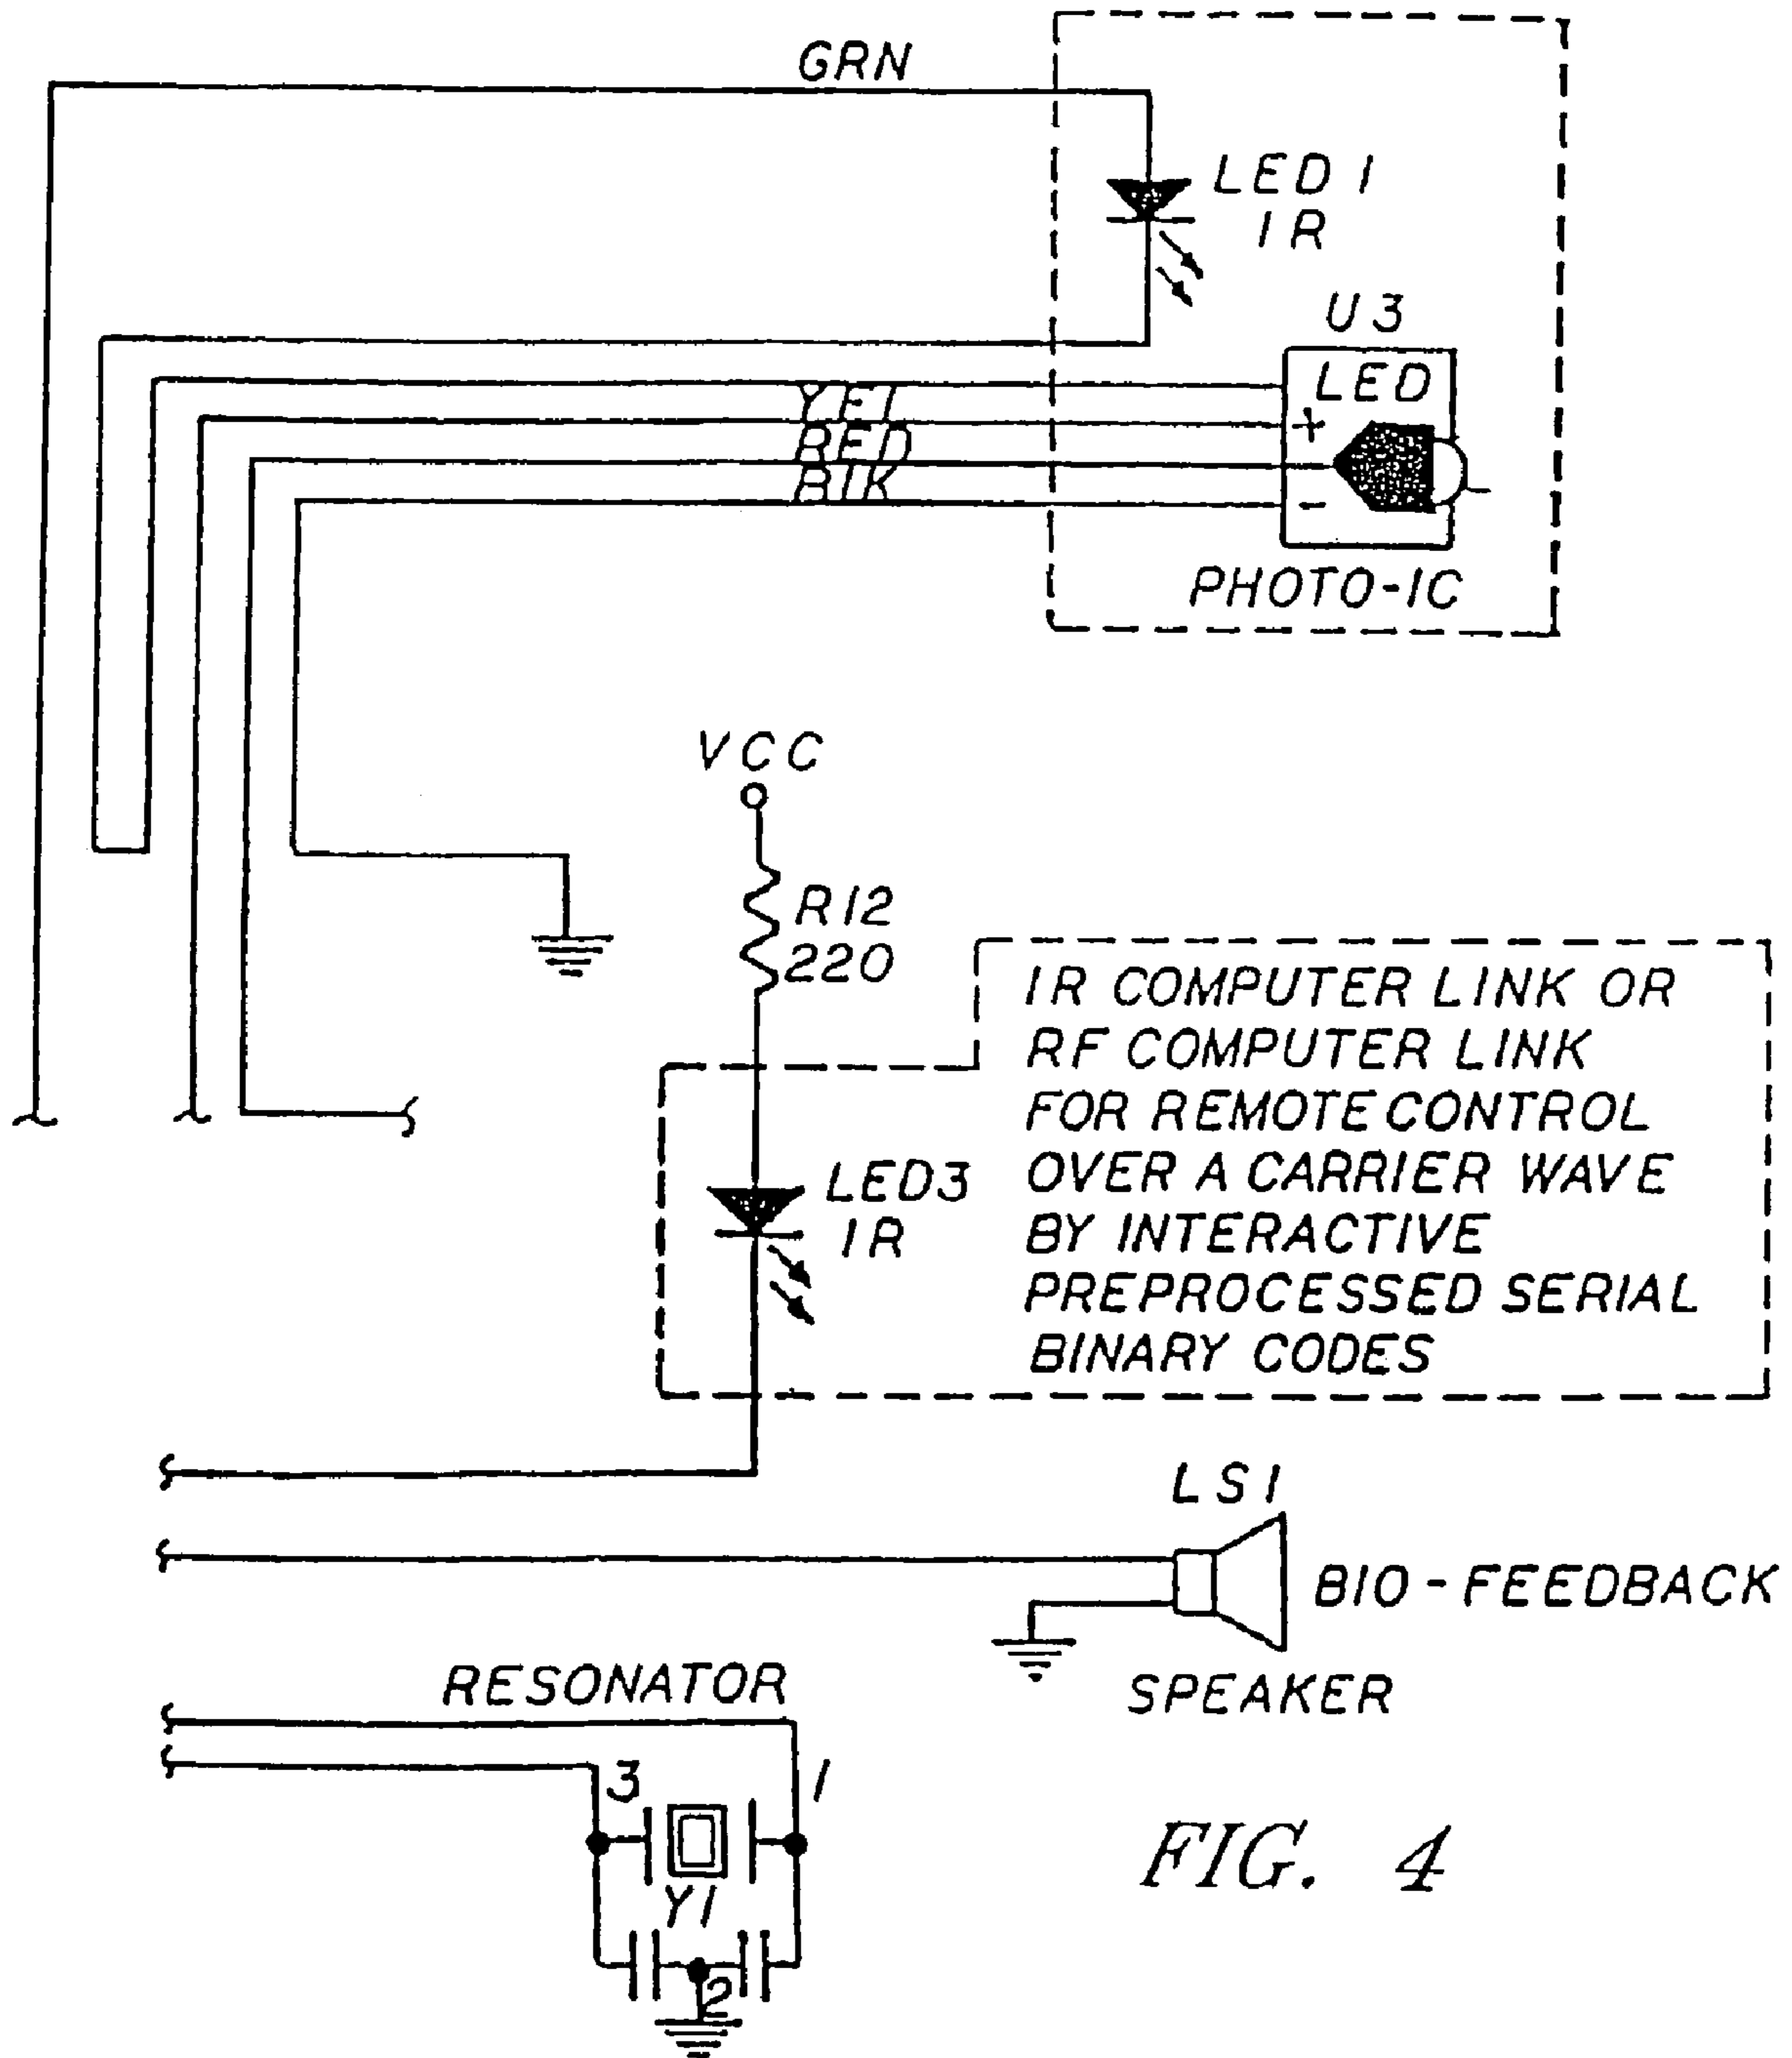 GRN
LED 1
IR
U3
LED
YEL
+
RED
BLK
-
PHOTO-IC
VCC
R12
220
IR COMPUTER LINK OR
RF COMPUTER LINK
FOR REMOTE CONTROL
OVER A CARRIER WAVE
BY INTERACTIVE
PREPROCESSED SERIAL
BINARY CODES
LED3
IR
LS1
BIO-FEEDBACK
SPEAKER
RESONATOR
3
1
Y1
2
FIG. 4